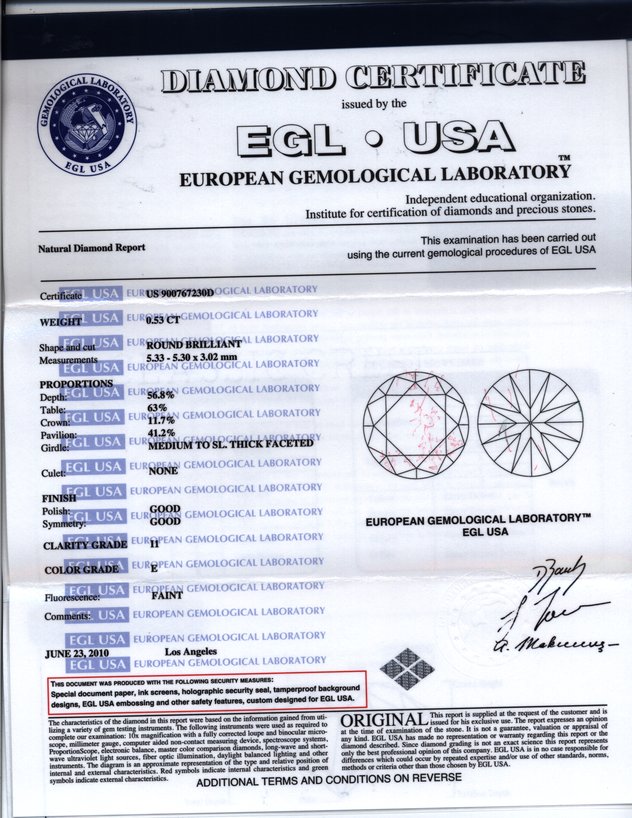 DIAMOND CERTIFICATE
issued by the
EGL • USA
EUROPEAN GEMOLOGICAL LABORATORY™
GEMOLOGICAL LABORATORY
EGL USA
Independent educational organization.
Institute for certification of diamonds and precious stones.
Natural Diamond Report
This examination has been carried out
using the current gemological procedures of EGL USA
Certificate US 900767230D
WEIGHT 0.53 CT
Shape and cut ROUND BRILLIANT
Measurements 5.33 - 5.30 x 3.02 mm
PROPORTIONS
Depth: 56.8%
Table: 63%
Crown: 11.7%
Pavilion: 41.2%
Girdle: MEDIUM TO SL. THICK FACETED
Culet: NONE
FINISH
Polish: GOOD
Symmetry: GOOD
CLARITY GRADE I1
COLOR GRADE E
Fluorescence: FAINT
Comments:
JUNE 23, 2010 Los Angeles
EGL USA EUROPEAN GEMOLOGICAL LABORATORY
EUROPEAN GEMOLOGICAL LABORATORY™
EGL USA
THIS DOCUMENT WAS PRODUCED WITH THE FOLLOWING SECURITY MEASURES:
Special document paper, ink screens, holographic security seal, tamperproof background
designs, EGL USA embossing and other safety features, custom designed for EGL USA.
The characteristics of the diamond in this report were based on the information gained from uti-
lizing a variety of gem testing instruments. The following instruments were used as required to
complete our examination: 10x magnification with a fully corrected loupe and binocular micro-
scope, millimeter gauge, computer aided non-contact measuring device, spectroscope systems,
ProportionScope, electronic balance, master color comparison diamonds, long-wave and short-
wave ultraviolet light sources, fiber optic illumination, daylight balanced lighting and other
instruments. The diagram is an approximate representation of the type and relative position of
internal and external characteristics. Red symbols indicate internal characteristics and green
symbols indicate external characteristics.
ORIGINAL This report is supplied at the request of the customer and is
issued for his exclusive use. The report expresses an opinion
at the time of examination of the stone. It is not a guarantee, valuation or appraisal of
any kind. EGL USA has made no representation or warranty regarding this report or the
diamond described. Since diamond grading is not an exact science this report represents
only the best professional opinion of this company. EGL USA is in no case responsible for
differences which could occur by repeated expertise and/or use of other standards, norms,
methods or criteria other than those chosen by EGL USA.
ADDITIONAL TERMS AND CONDITIONS ON REVERSE